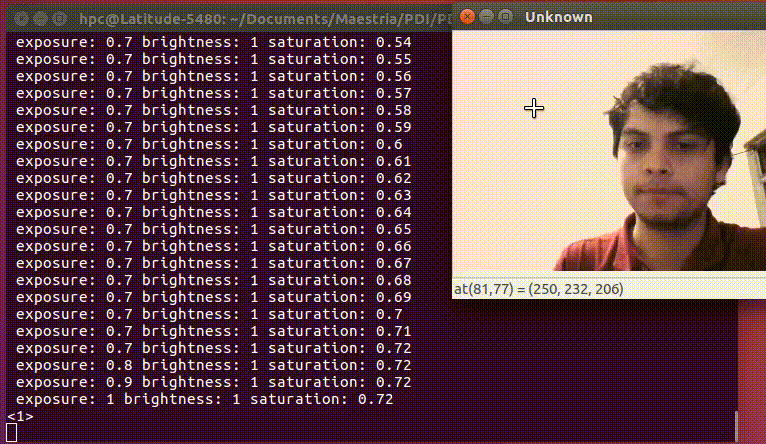 hpc@Latitude-5480: ~/Documents/Maestria/PDI/PD
exposure: 0.7 brightness: 1 saturation: 0.54
exposure: 0.7 brightness: 1 saturation: 0.55
exposure: 0.7 brightness: 1 saturation: 0.56
exposure: 0.7 brightness: 1 saturation: 0.57
exposure: 0.7 brightness: 1 saturation: 0.58
exposure: 0.7 brightness: 1 saturation: 0.59
exposure: 0.7 brightness: 1 saturation: 0.6
exposure: 0.7 brightness: 1 saturation: 0.61
exposure: 0.7 brightness: 1 saturation: 0.62
exposure: 0.7 brightness: 1 saturation: 0.63
exposure: 0.7 brightness: 1 saturation: 0.64
exposure: 0.7 brightness: 1 saturation: 0.65
exposure: 0.7 brightness: 1 saturation: 0.66
exposure: 0.7 brightness: 1 saturation: 0.67
exposure: 0.7 brightness: 1 saturation: 0.68
exposure: 0.7 brightness: 1 saturation: 0.69
exposure: 0.7 brightness: 1 saturation: 0.7
exposure: 0.7 brightness: 1 saturation: 0.71
exposure: 0.7 brightness: 1 saturation: 0.72
exposure: 0.8 brightness: 1 saturation: 0.72
exposure: 0.9 brightness: 1 saturation: 0.72
exposure: 1 brightness: 1 saturation: 0.72
<1>
Unknown
at(81,77) = (250, 232, 206)